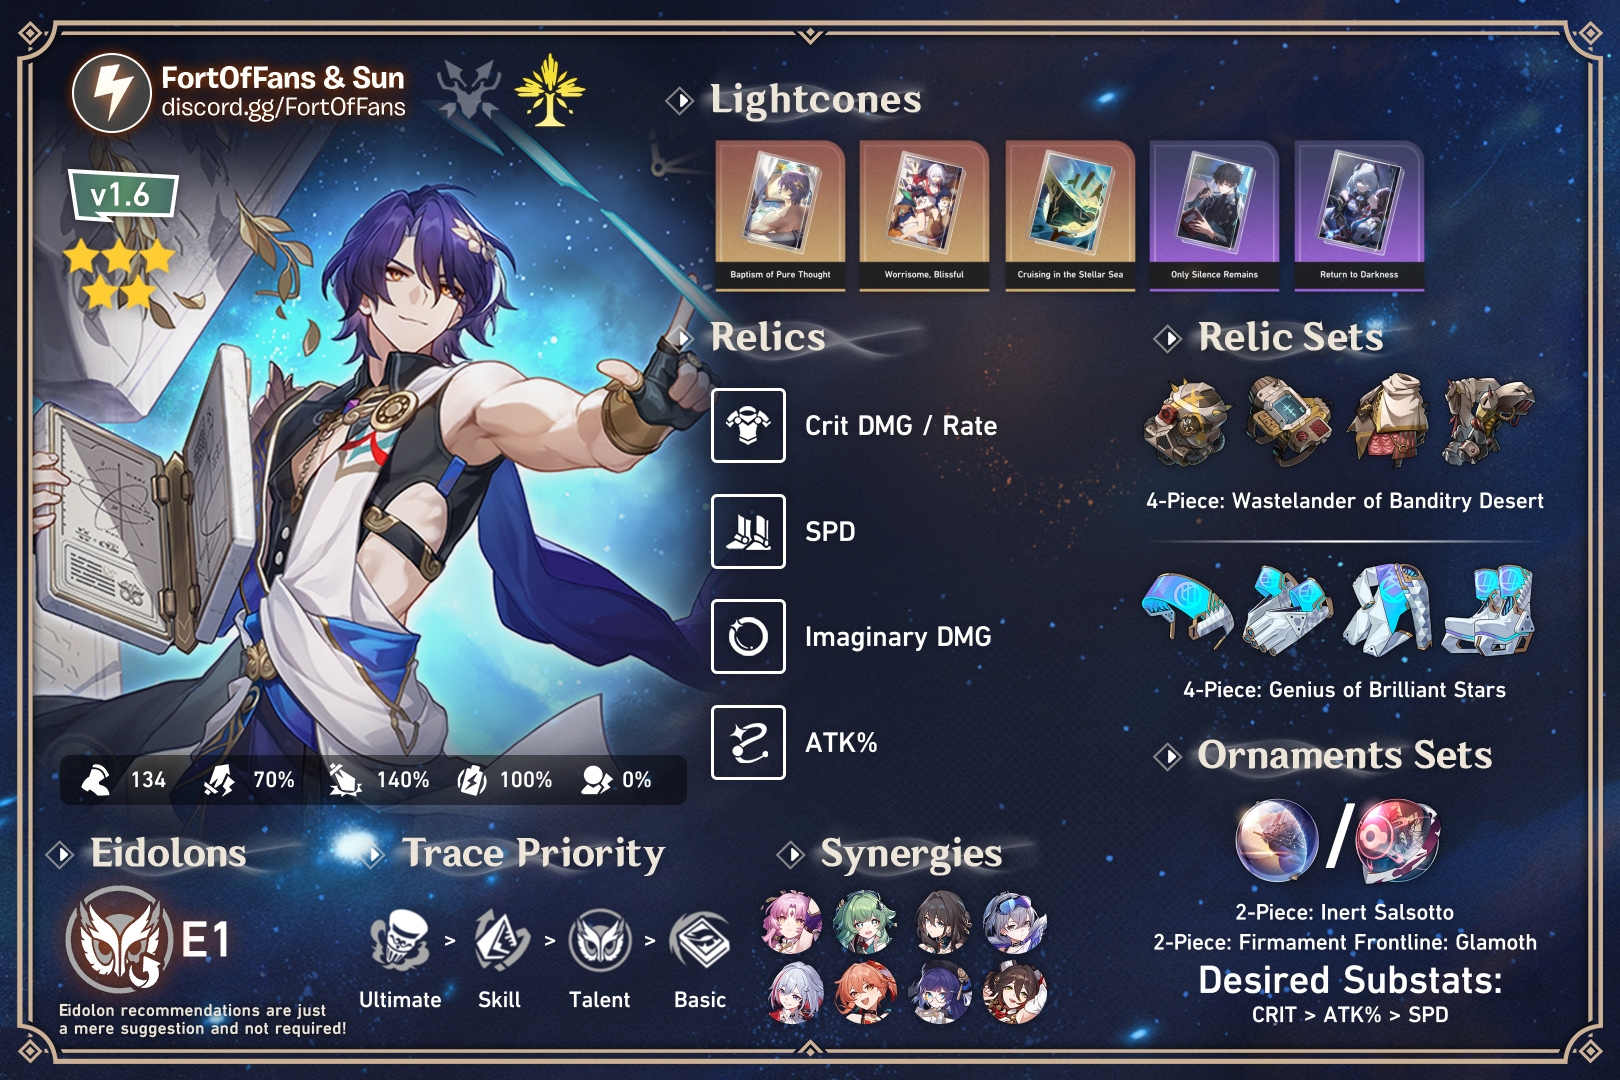 FortOfFans & Sun
discord.gg/FortOfFans
v1.6
Lightcones
Baptism of Pure Thought
Worrisome, Blissful
Cruising in the Stellar Sea
Only Silence Remains
Return to Darkness
Relics
Crit DMG / Rate
SPD
Imaginary DMG
ATK%
Relic Sets
4-Piece: Wastelander of Banditry Desert
4-Piece: Genius of Brilliant Stars
Ornaments Sets
/
2-Piece: Inert Salsotto
2-Piece: Firmament Frontline: Glamoth
Desired Substats:
CRIT > ATK% > SPD
134 70% 140% 100% 0%
Eidolons
E1
Eidolon recommendations are just
a mere suggestion and not required!
Trace Priority
> > >
Ultimate Skill Talent Basic
Synergies